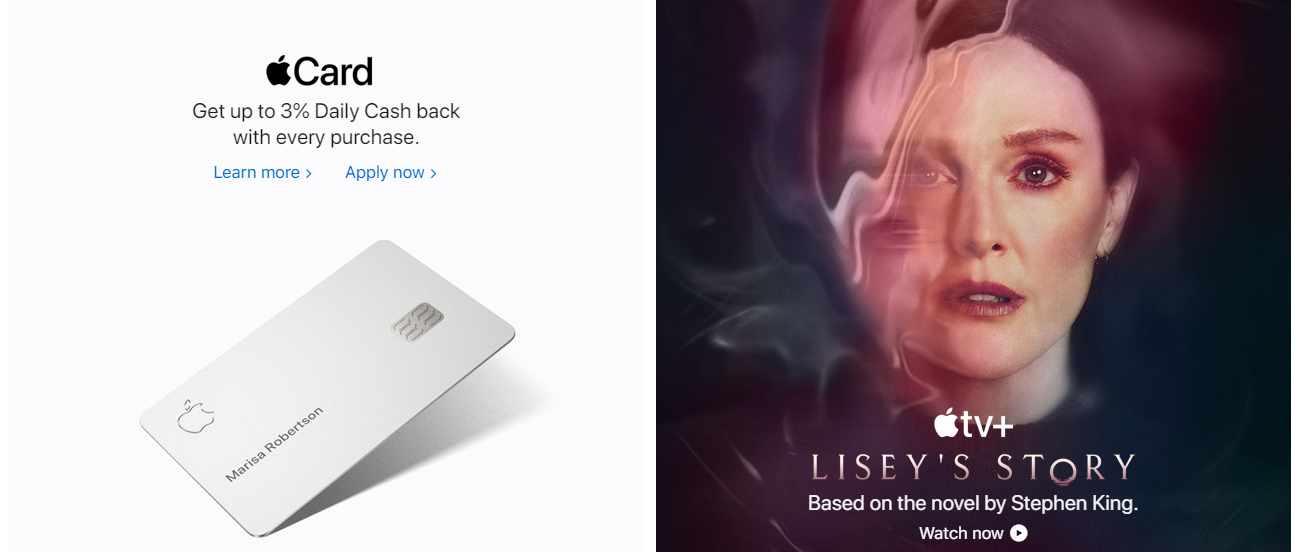 Card
Get up to 3% Daily Cash back
with every purchase.
Learn more >
Apply now >
Marisa Robertson
tv+
LISEY'S STORY
Based on the novel by Stephen King.
Watch now